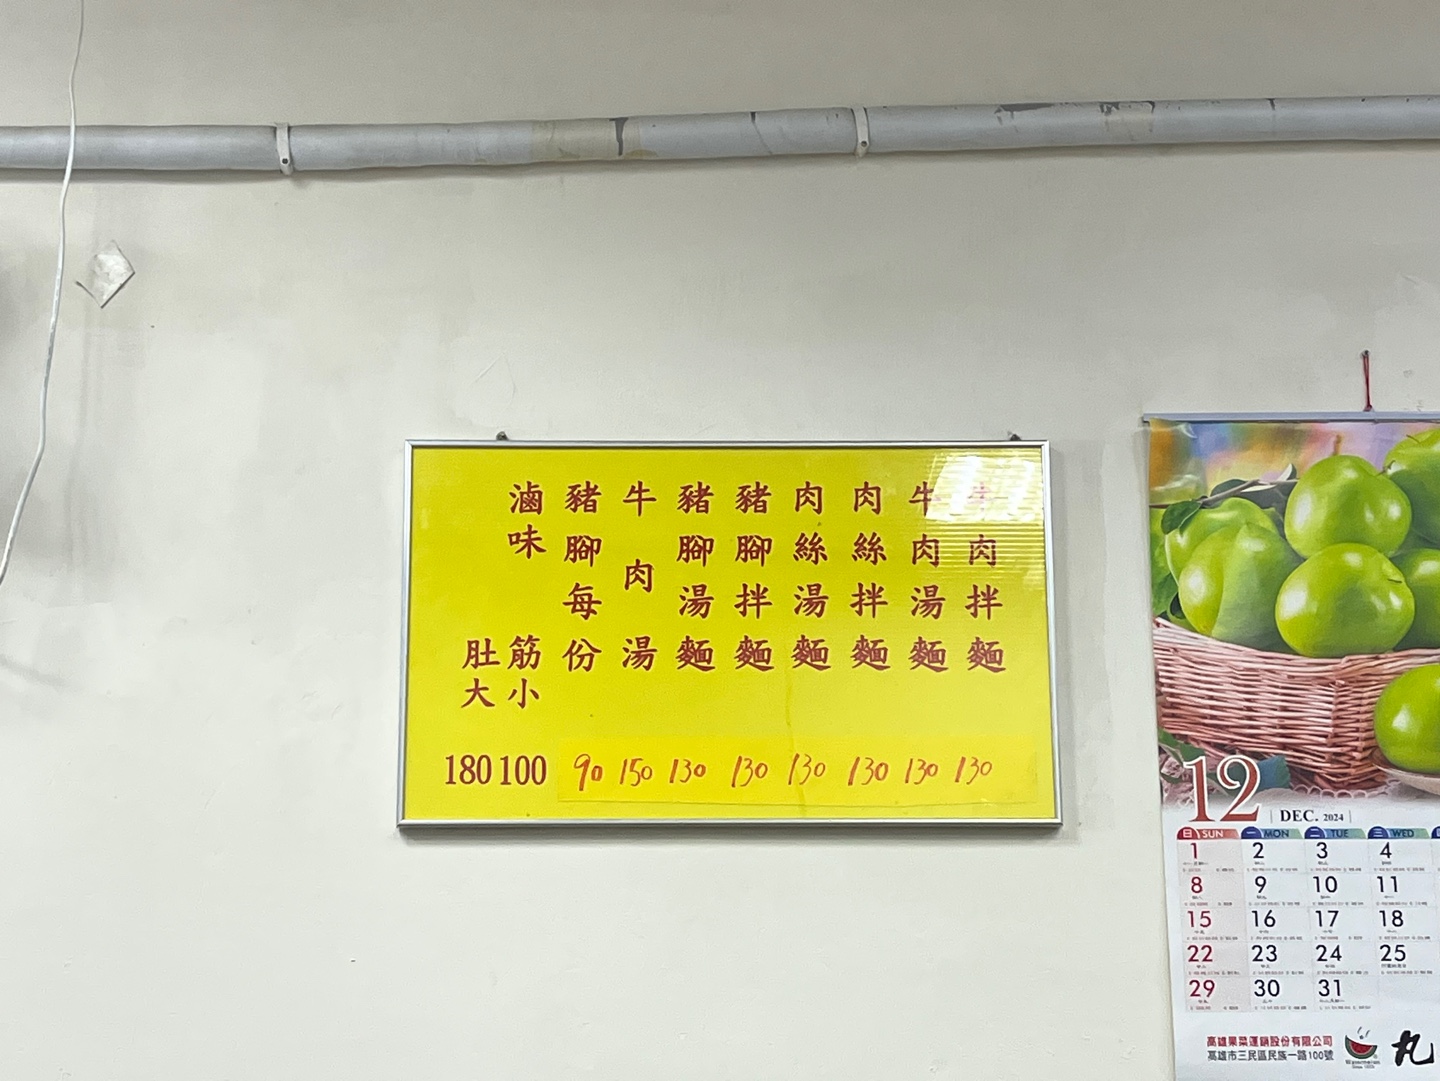 牛肉拌麵 130
牛肉湯麵 130
肉絲拌麵 130
肉絲湯麵 130
豬腳拌麵 130
豬腳湯麵 130
牛肉湯 150
豬腳每份 90
滷味 筋小 100
肚大 180
12 DEC. 2024
日 SUN 一 MON 二 TUE 三 WED
1 2 3 4
8 9 10 11
15 16 17 18
22 23 24 25
29 30 31
高雄果菜運銷股份有限公司
高雄市三民區民族一路100號
丸